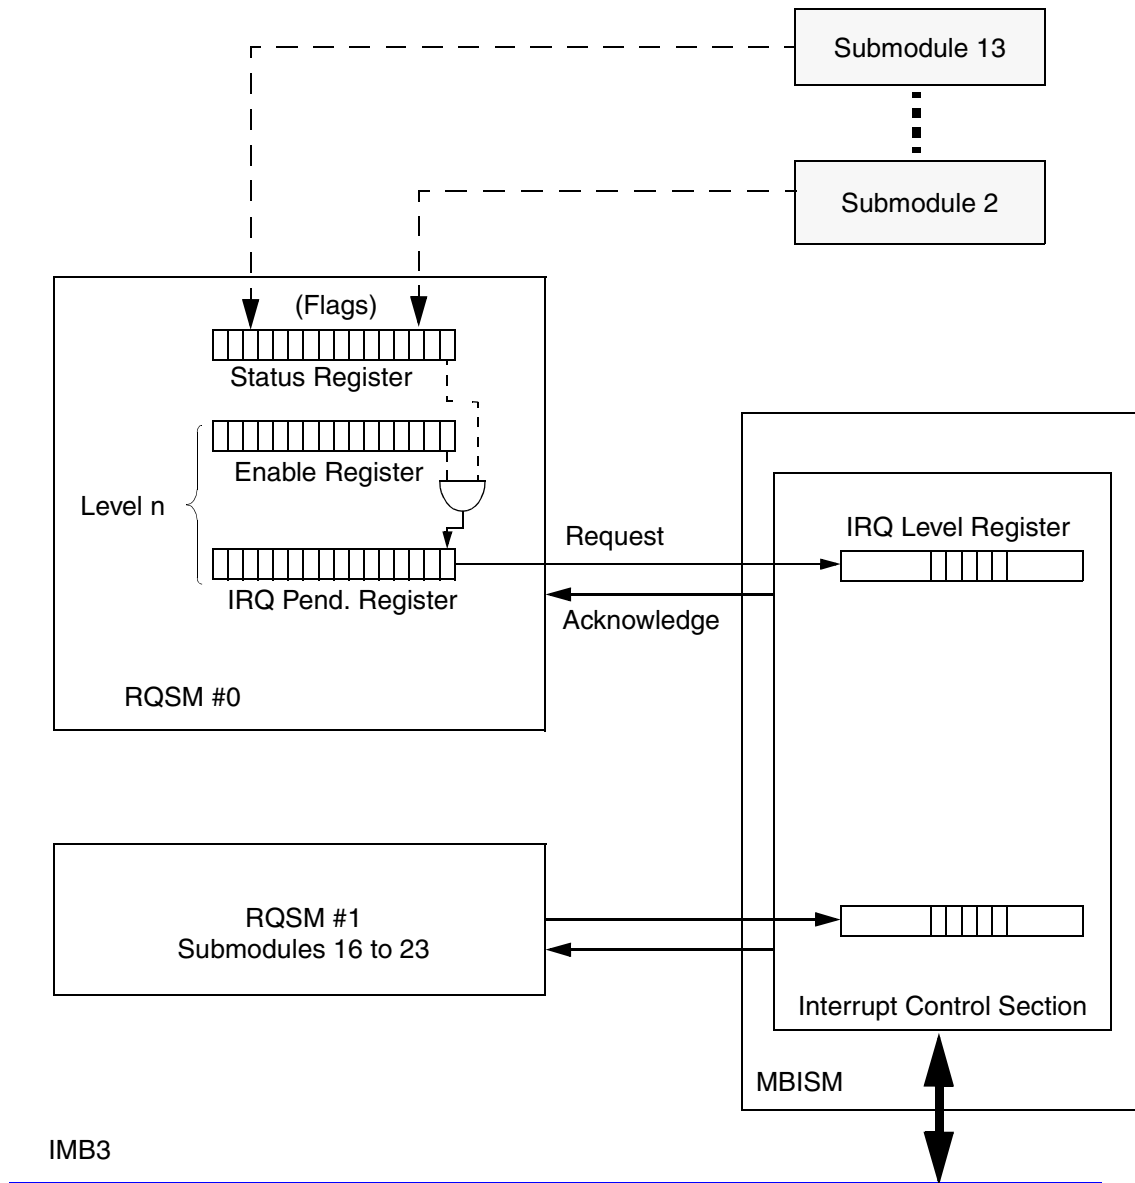 Submodule 13
Submodule 2
(Flags)
Status Register
Enable Register
Level n
IRQ Pend. Register
RQSM #0
Request
Acknowledge
IRQ Level Register
RQSM #1
Submodules 16 to 23
Interrupt Control Section
MBISM
IMB3